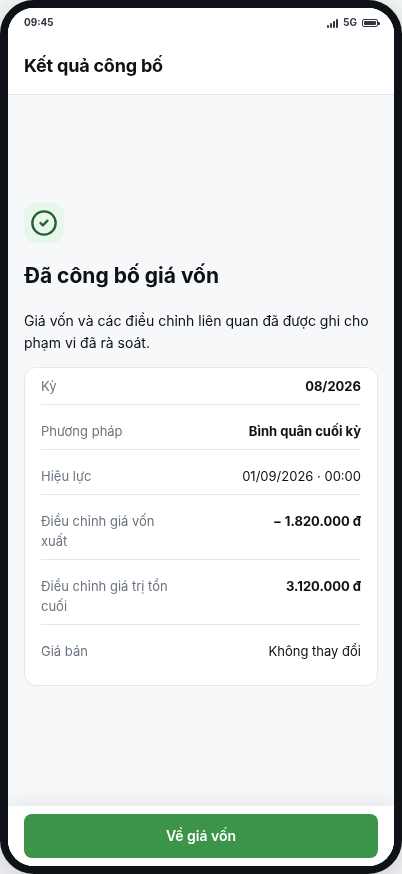 09:45
5G
Kết quả công bố
Đã công bố giá vốn
Giá vốn và các điều chỉnh liên quan đã được ghi cho
phạm vi đã rà soát.
Kỳ 08/2026
Phương pháp Bình quân cuối kỳ
Hiệu lực 01/09/2026 · 00:00
Điều chỉnh giá vốn − 1.820.000 đ
xuất
Điều chỉnh giá trị tồn 3.120.000 đ
cuối
Giá bán Không thay đổi
Về giá vốn